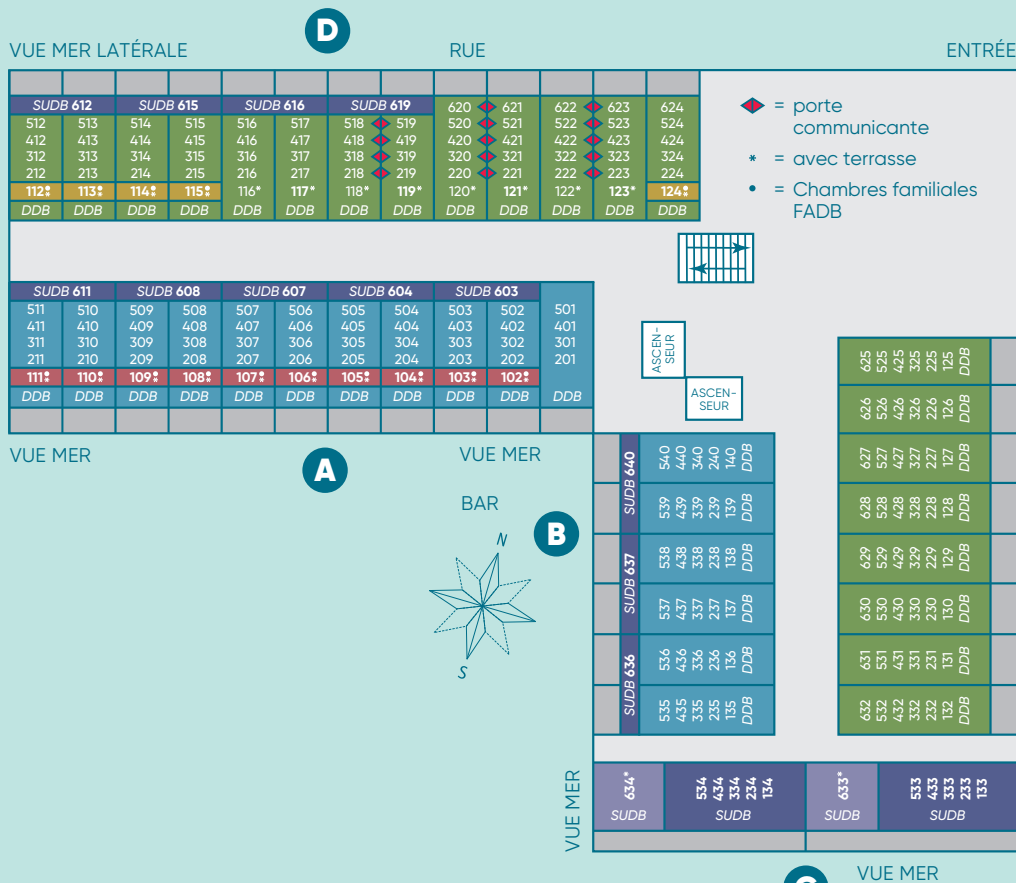 D
VUE MER LATÉRALE RUE ENTRÉE
SUDB 612 SUDB 615 SUDB 616 SUDB 619 620 621 622 623 624
512 513 514 515 516 517 518 519 520 521 522 523 524
412 413 414 415 416 417 418 419 420 421 422 423 424
312 313 314 315 316 317 318 319 320 321 322 323 324
212 213 214 215 216 217 218 219 220 221 222 223 224
112•* 113•* 114•* 115•* 116* 117* 118* 119* 120* 121* 122* 123* 124•*
DDB DDB DDB DDB DDB DDB DDB DDB DDB DDB DDB DDB DDB
= porte
communicante
* = avec terrasse
• = Chambres familiales
FADB
SUDB 611 SUDB 608 SUDB 607 SUDB 604 SUDB 603
511 510 509 508 507 506 505 504 503 502 501
411 410 409 408 407 406 405 404 403 402 401
311 310 309 308 307 306 305 304 303 302 301
211 210 209 208 207 206 205 204 203 202 201
111•* 110•* 109•* 108•* 107•* 106•* 105•* 104•* 103•* 102•*
DDB DDB DDB DDB DDB DDB DDB DDB DDB DDB DDB
ASCEN-
SEUR
ASCEN-
SEUR
VUE MER A VUE MER
BAR
B
N
S
SUDB 640
540 440 340 240 140 DDB
539 439 339 239 139 DDB
SUDB 637
538 438 338 238 138 DDB
537 437 337 237 137 DDB
SUDB 636
536 436 336 236 136 DDB
535 435 335 235 135 DDB
625 525 425 325 225 125 DDB
626 526 426 326 226 126 DDB
627 527 427 327 227 127 DDB
628 528 428 328 228 128 DDB
629 529 429 329 229 129 DDB
630 530 430 330 230 130 DDB
631 531 431 331 231 131 DDB
632 532 432 332 232 132 DDB
VUE MER
634*
SUDB
534 434 334 234 134
SUDB
633*
SUDB
533 433 333 233 133
SUDB
VUE MER